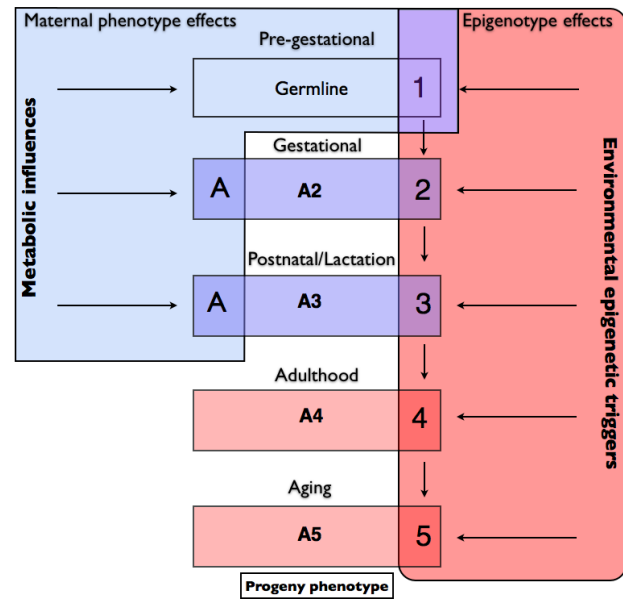 Maternal phenotype effects
Epigenotype effects
Pre-gestational
Germline
1
Gestational
A
A2
2
Postnatal/Lactation
A
A3
3
Adulthood
A4
4
Aging
A5
5
Progeny phenotype
Metabolic influences
Environmental epigenetic triggers